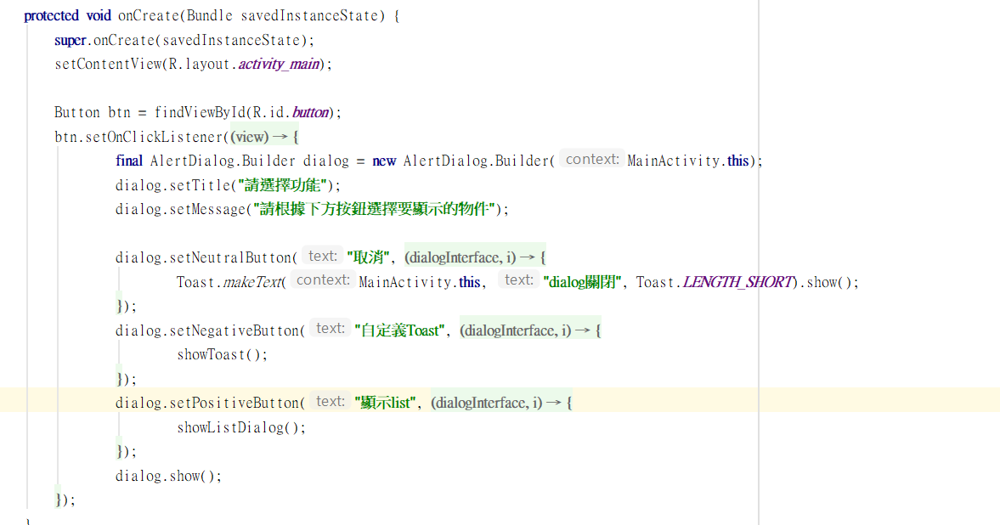 protected void onCreate(Bundle savedInstanceState) {
super.onCreate(savedInstanceState);
setContentView(R.layout.activity_main);
Button btn = findViewById(R.id.button);
btn.setOnClickListener((view) → {
final AlertDialog.Builder dialog = new AlertDialog.Builder( context: MainActivity.this);
dialog.setTitle("請選擇功能");
dialog.setMessage("請根據下方按鈕選擇要顯示的物件");
dialog.setNeutralButton( text: "取消", (dialogInterface, i) → {
Toast.makeText( context: MainActivity.this, text: "dialog關閉", Toast.LENGTH_SHORT).show();
});
dialog.setNegativeButton( text: "自定義Toast", (dialogInterface, i) → {
showToast();
});
dialog.setPositiveButton( text: "顯示list", (dialogInterface, i) → {
showListDialog();
});
dialog.show();
});
}